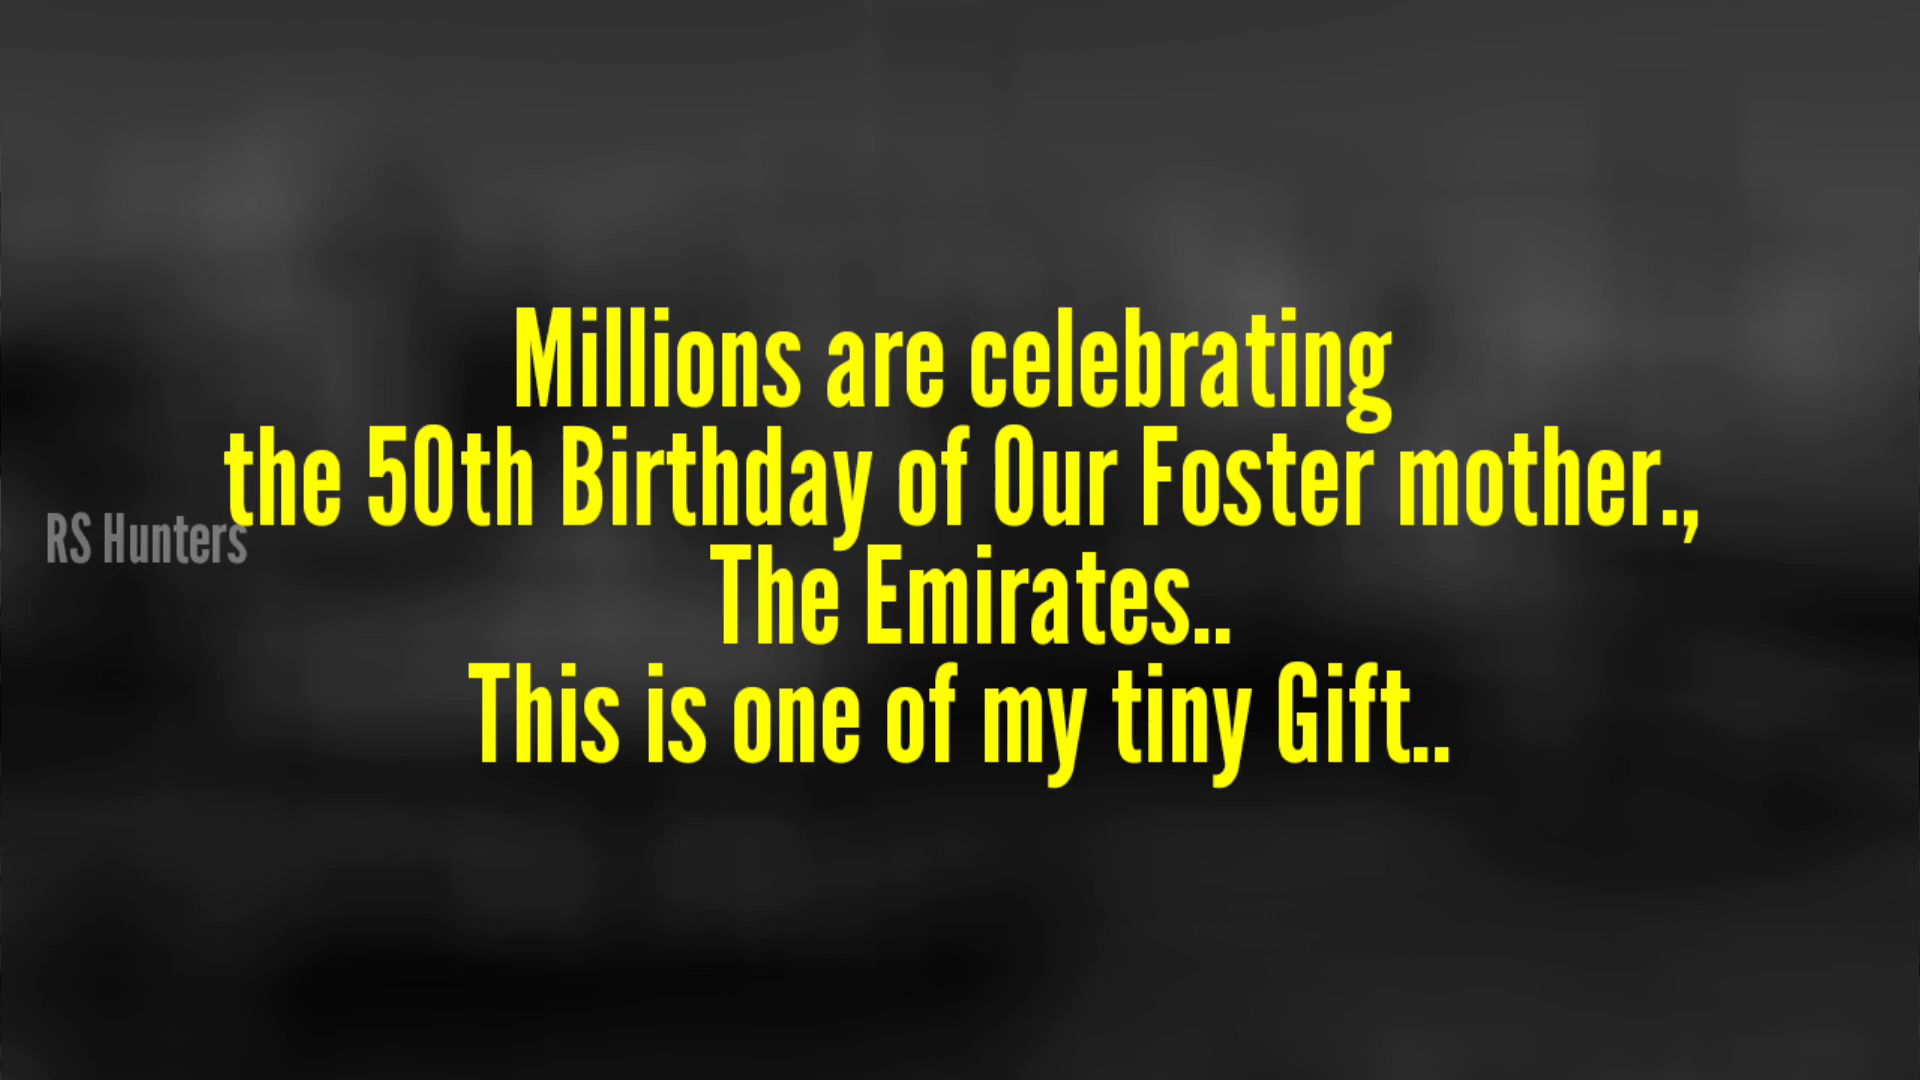 Millions are celebrating
the 50th Birthday of Our Foster mother.,
RS Hunters
The Emirates..
This is one of my tiny Gift..